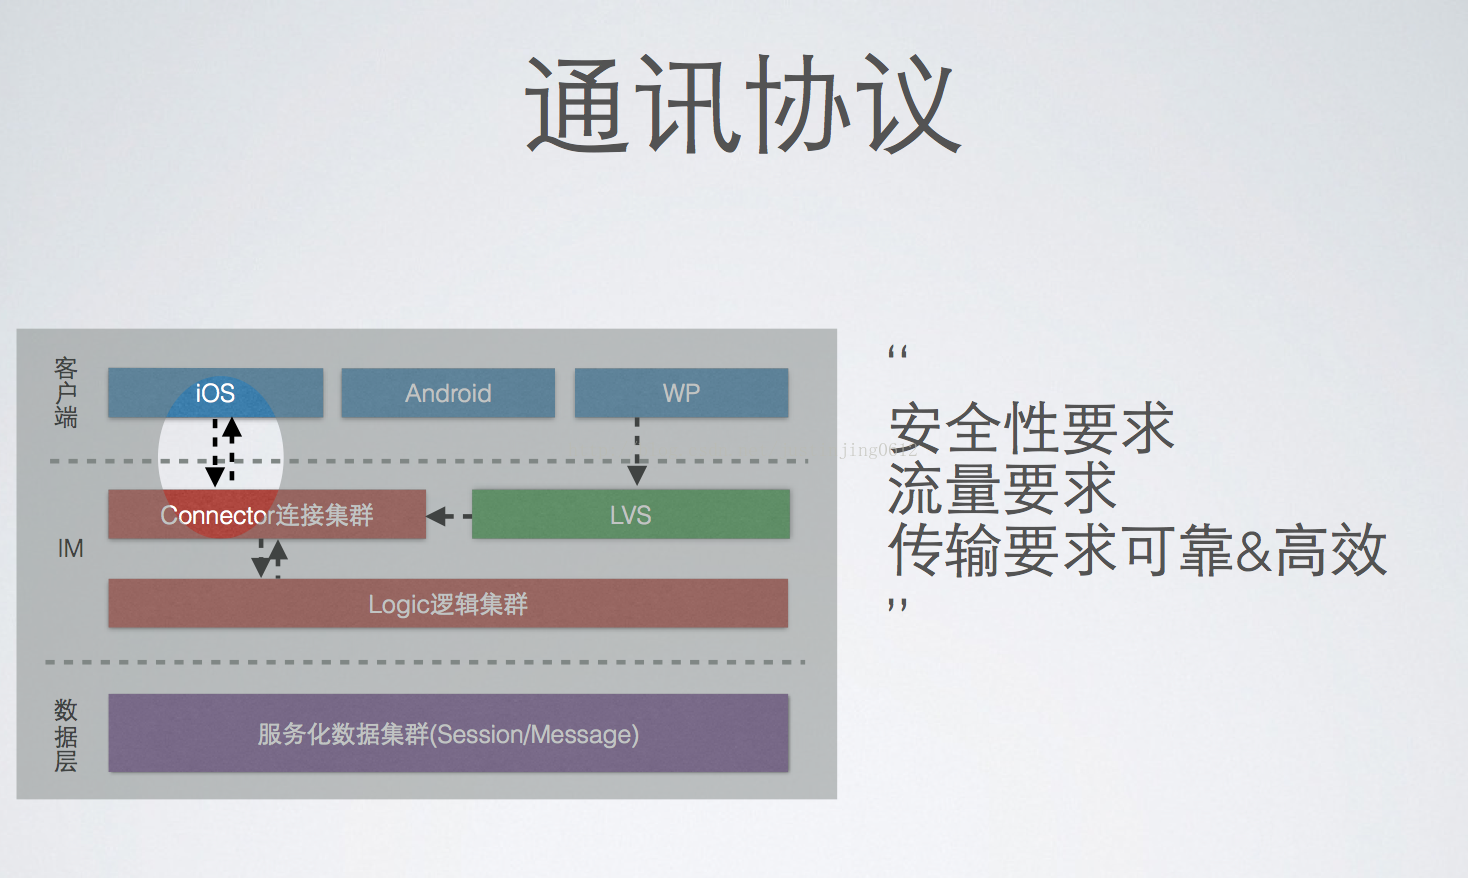 通讯协议
客户端
iOS
Android
WP
IM
Connector连接集群
LVS
Logic逻辑集群
数据层
服务化数据集群(Session/Message)
“
安全性要求
流量要求
传输要求可靠&高效
”
jing0612